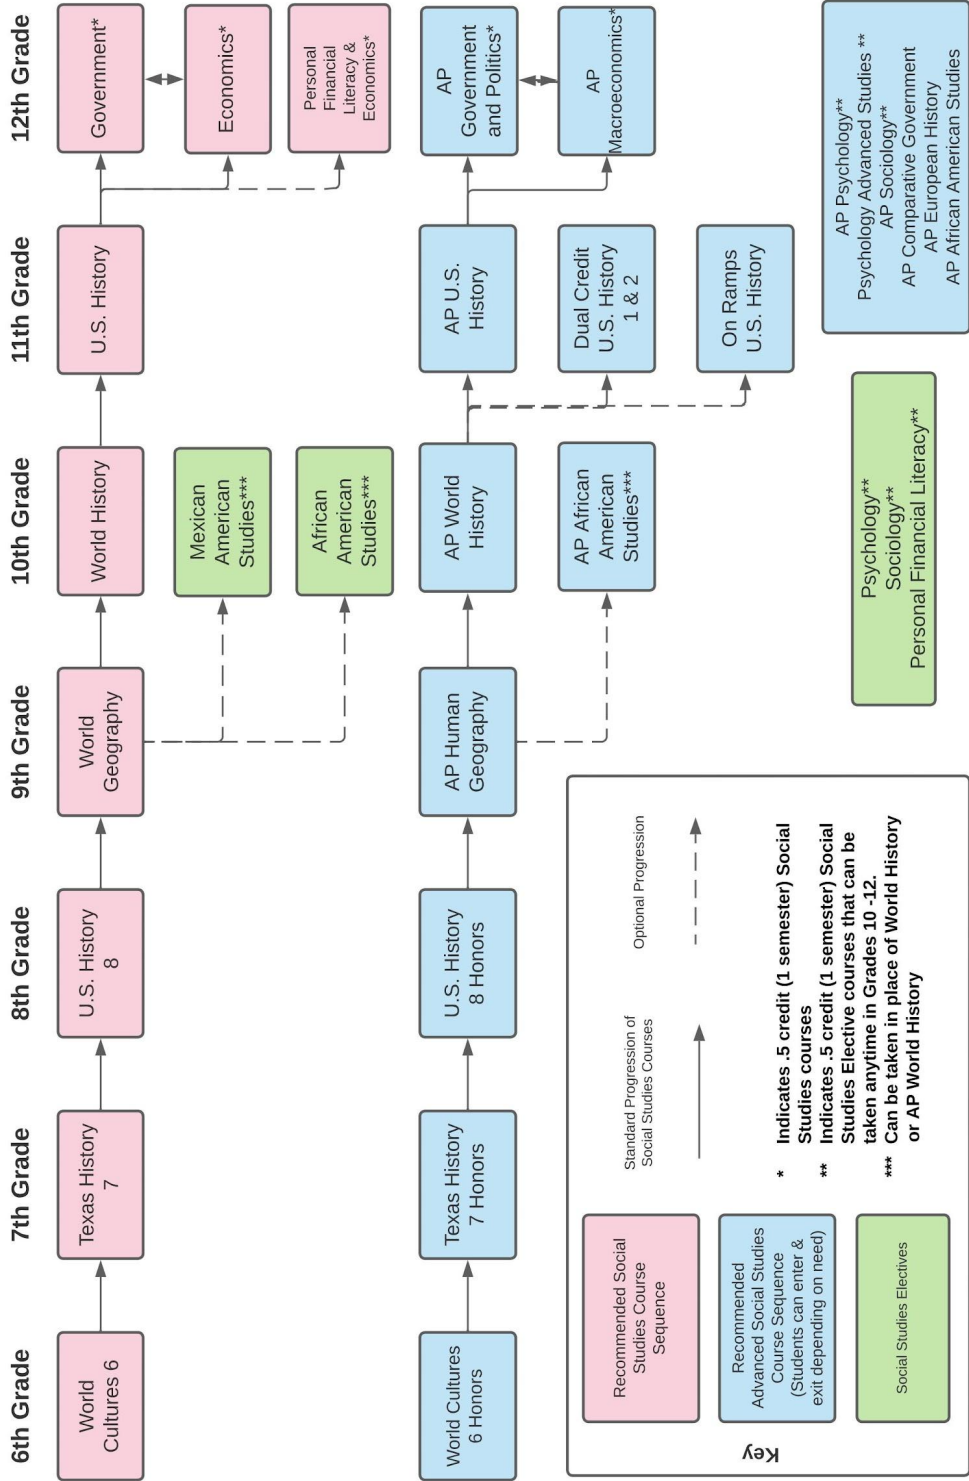 6th Grade
7th Grade
8th Grade
9th Grade
10th Grade
11th Grade
12th Grade
World
Cultures 6
Texas History
7
U.S. History
8
World
Geography
World History
U.S. History
Government*
Mexican
American
Studies***
Economics*
African
American
Studies***
Personal
Financial
Literacy &
Economics*
World Cultures
6 Honors
Texas History
7 Honors
U.S. History
8 Honors
AP Human
Geography
AP World
History
AP U.S.
History
AP
Government
and Politics*
AP African
American
Studies***
Dual Credit
U.S. History
1 & 2
AP
Macroeconomics*
On Ramps
U.S. History
Key
Recommended Social
Studies Course
Sequence
Recommended
Advanced Social Studies
Course Sequence
(Students can enter &
exit depending on need)
Social Studies Electives
Standard Progression of
Social Studies Courses
Optional Progression
* Indicates .5 credit (1 semester) Social
Studies courses
** Indicates .5 credit (1 semester) Social
Studies Elective courses that can be
taken anytime in Grades 10 -12.
*** Can be taken in place of World History
or AP World History
Psychology**
Sociology**
Personal Financial Literacy**
AP Psychology**
Psychology Advanced Studies **
AP Sociology**
AP Comparative Government
AP European History
AP African American Studies